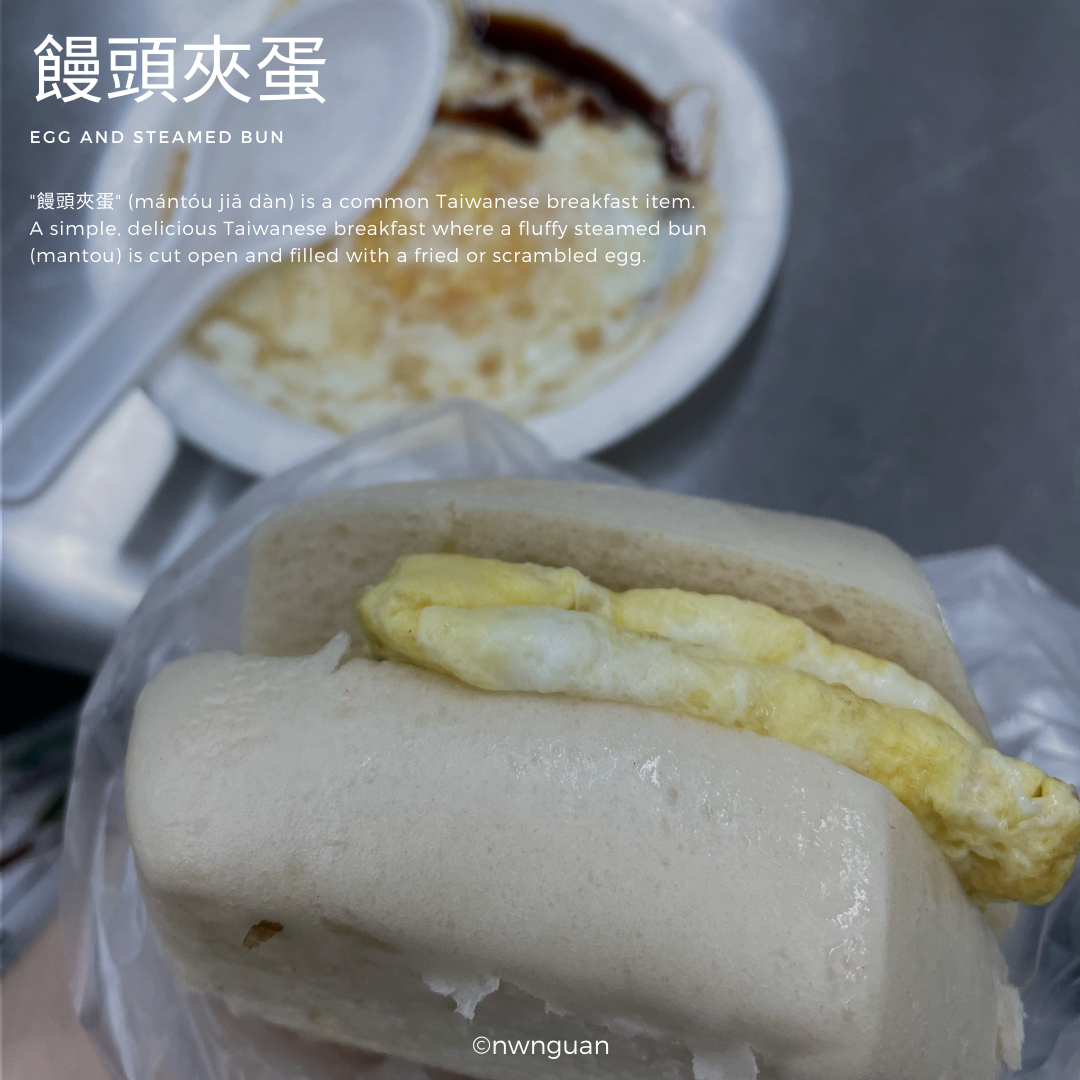 饅頭夾蛋
EGG AND STEAMED BUN
"饅頭夾蛋" (mántóu jiā dàn) is a common Taiwanese breakfast item.
A simple, delicious Taiwanese breakfast where a fluffy steamed bun
(mantou) is cut open and filled with a fried or scrambled egg.
©nwnguan